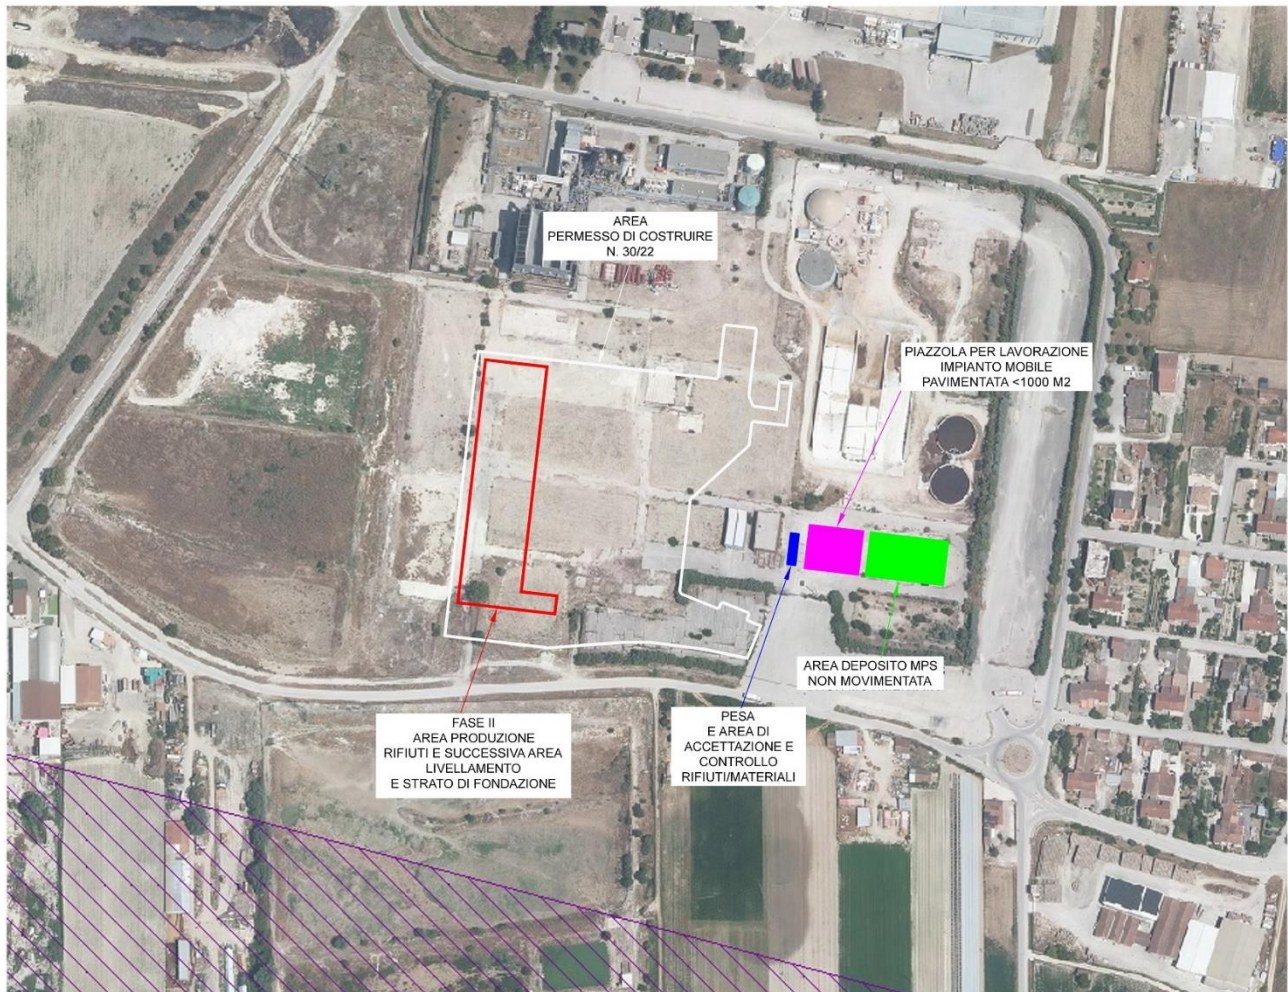 AREA
PERMESSO DI COSTRUIRE
N. 30/22
PIAZZOLA PER LAVORAZIONE
IMPIANTO MOBILE
PAVIMENTATA <1000 M2
AREA DEPOSITO MPS
NON MOVIMENTATA
FASE II
AREA PRODUZIONE
RIFIUTI E SUCCESSIVA AREA
LIVELLAMENTO
E STRATO DI FONDAZIONE
PESA
E AREA DI
ACCETTAZIONE E
CONTROLLO
RIFIUTI/MATERIALI